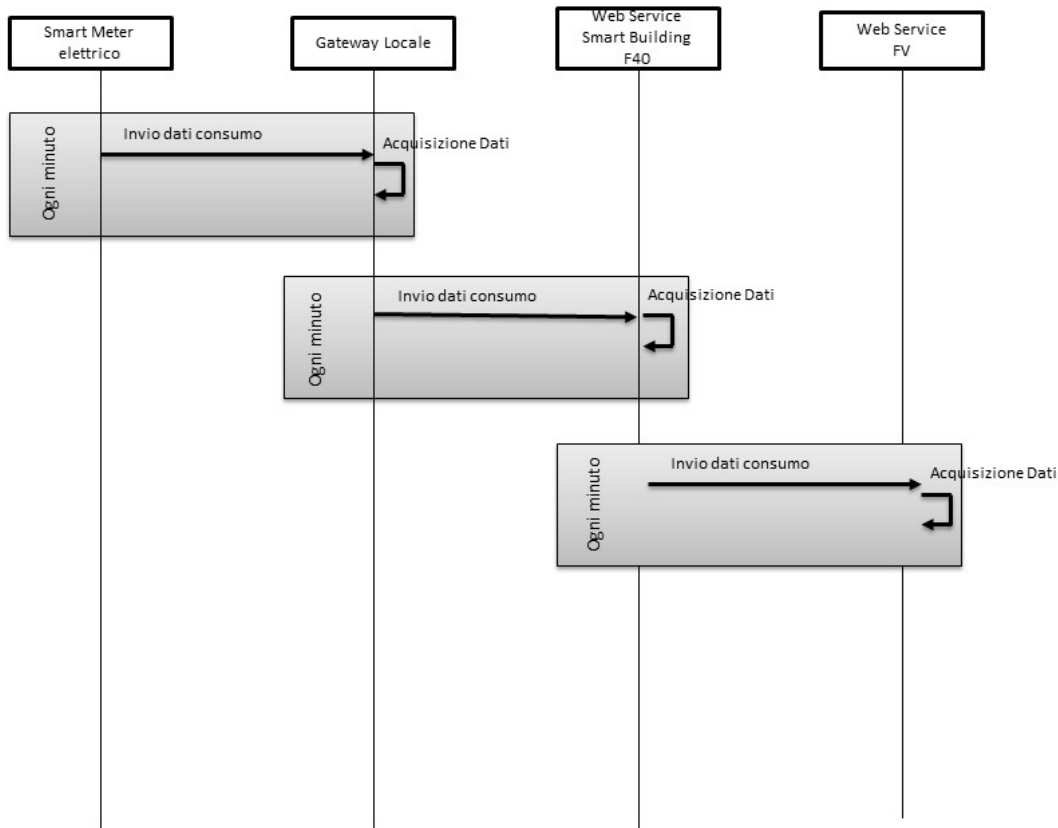 Smart Meter
elettrico
Gateway Locale
Web Service
Smart Building
F40
Web Service
FV
Ogni minuto
Invio dati consumo
Acquisizione Dati
Ogni minuto
Invio dati consumo
Acquisizione Dati
Ogni minuto
Invio dati consumo
Acquisizione Dati